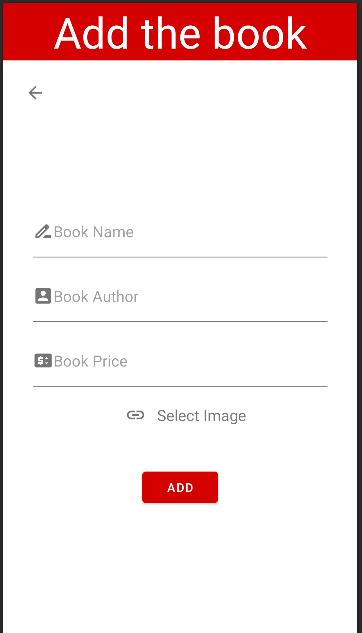 Add the book
Book Name
Book Author
Book Price
Select Image
ADD